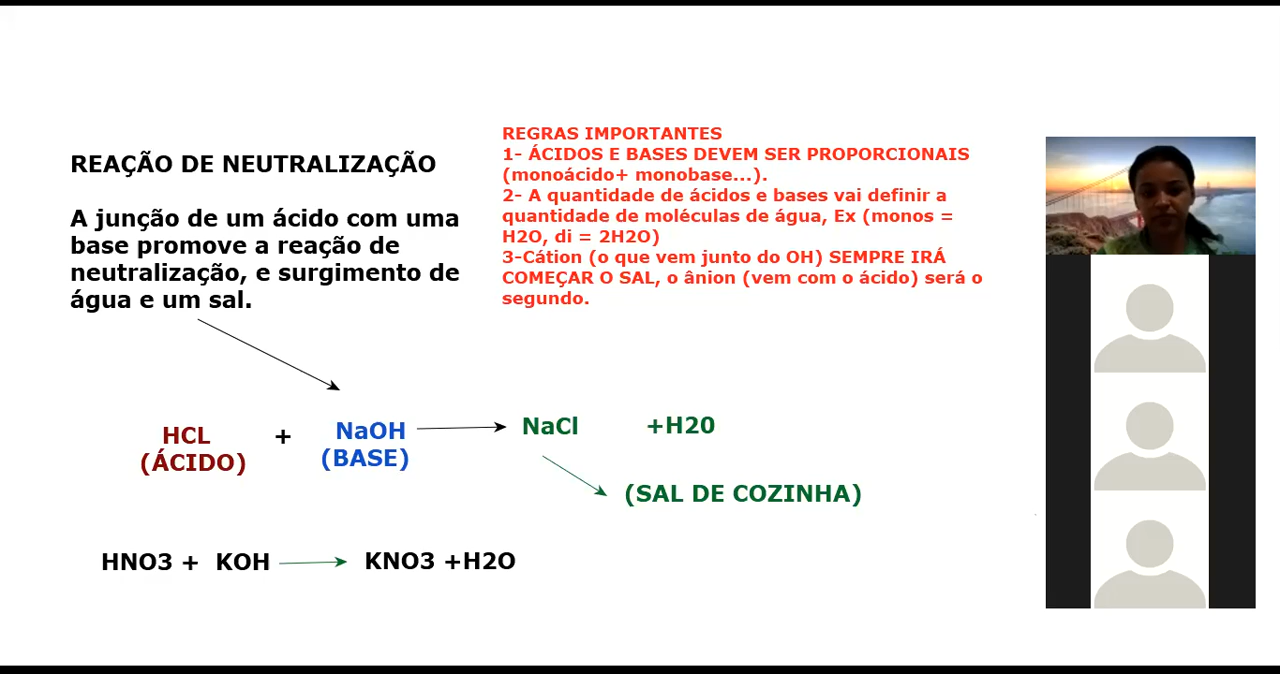 REAÇÃO DE NEUTRALIZAÇÃO
A junção de um ácido com uma
base promove a reação de
neutralização, e surgimento de
água e um sal.
REGRAS IMPORTANTES
1- ÁCIDOS E BASES DEVEM SER PROPORCIONAIS
(monoácido+ monobase...).
2- A quantidade de ácidos e bases vai definir a
quantidade de moléculas de água, Ex (monos =
H2O, di = 2H2O)
3-Cátion (o que vem junto do OH) SEMPRE IRÁ
COMEÇAR O SAL, o ânion (vem com o ácido) será o
segundo.
HCL + NaOH NaCl +H20
(ÁCIDO) (BASE)
(SAL DE COZINHA)
HNO3 + KOH KNO3 +H2O